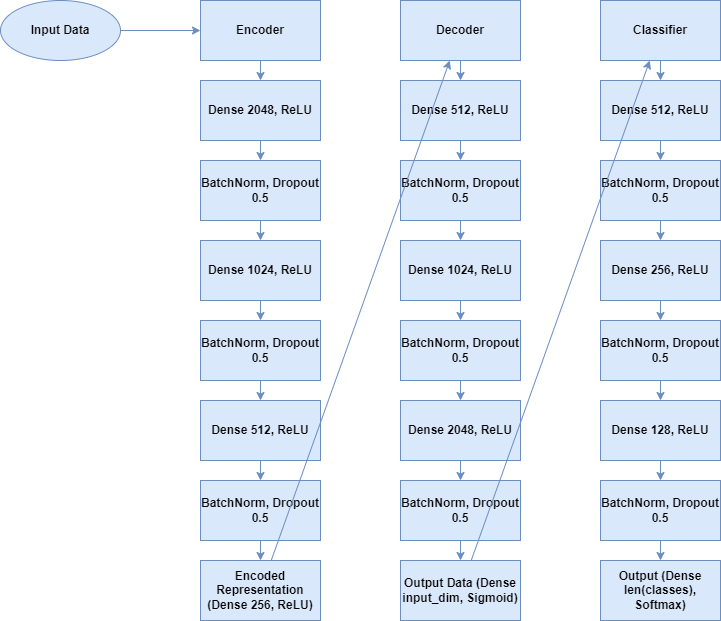 Input Data
Encoder
Dense 2048, ReLU
BatchNorm, Dropout
0.5
Dense 1024, ReLU
BatchNorm, Dropout
0.5
Dense 512, ReLU
BatchNorm, Dropout
0.5
Encoded
Representation
(Dense 256, ReLU)
Decoder
Dense 512, ReLU
BatchNorm, Dropout
0.5
Dense 1024, ReLU
BatchNorm, Dropout
0.5
Dense 2048, ReLU
BatchNorm, Dropout
0.5
Output Data (Dense
input_dim, Sigmoid)
Classifier
Dense 512, ReLU
BatchNorm, Dropout
0.5
Dense 256, ReLU
BatchNorm, Dropout
0.5
Dense 128, ReLU
BatchNorm, Dropout
0.5
Output (Dense
len(classes),
Softmax)